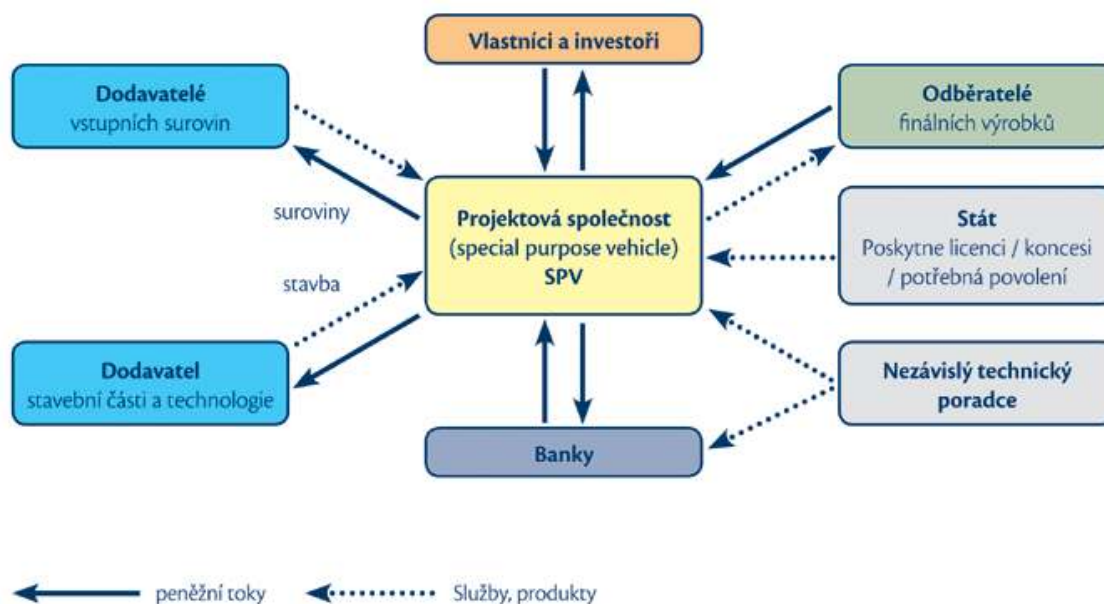 Vlastníci a investoři
Dodavatelé
vstupních surovin
Odběratelé
finálních výrobků
suroviny
Projektová společnost
(special purpose vehicle)
SPV
Stát
Poskytne licenci / koncesi
/ potřebná povolení
stavba
Dodavatel
stavební části a technologie
Nezávislý technický
poradce
Banky
peněžní toky
Služby, produkty